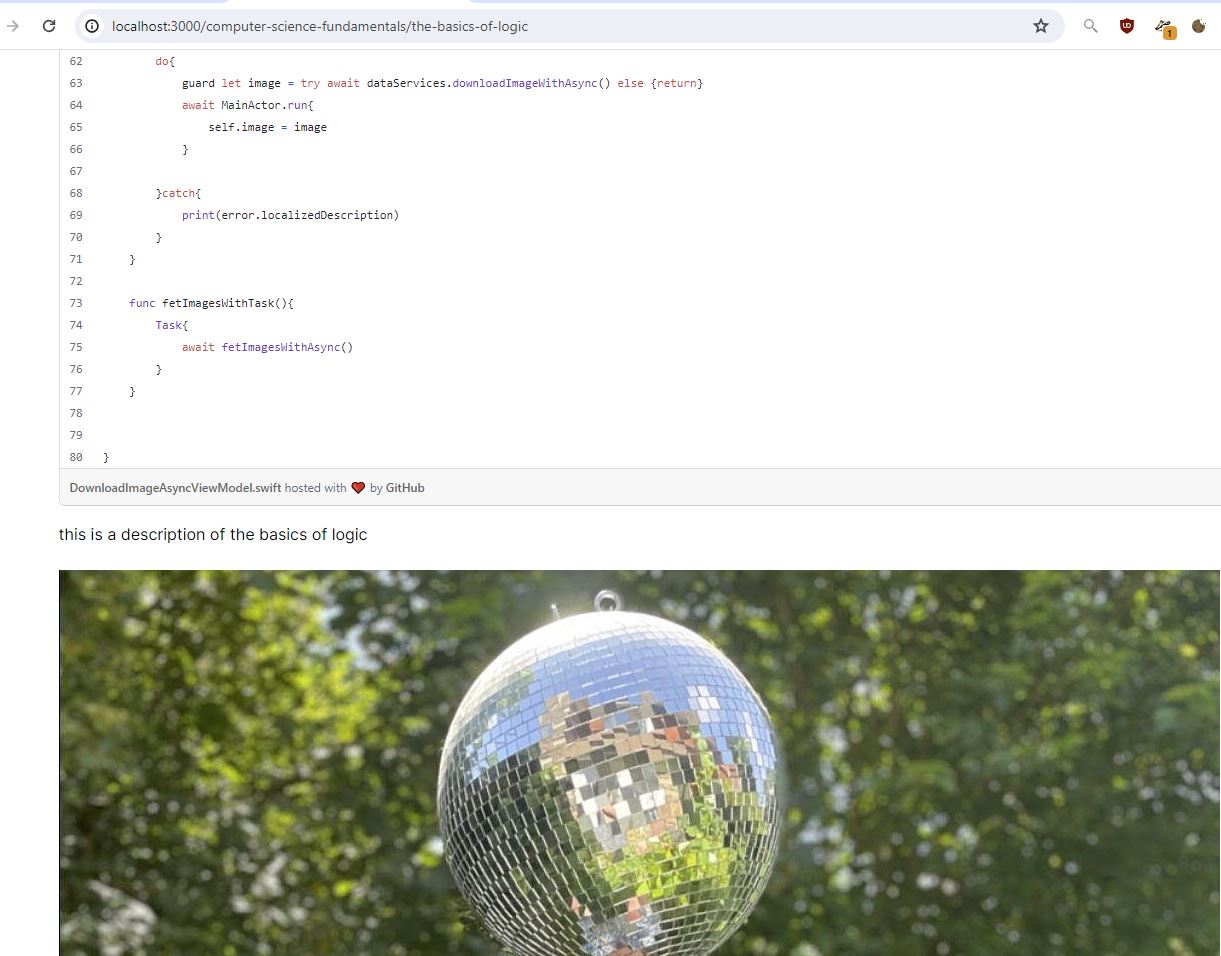 localhost:3000/computer-science-fundamentals/the-basics-of-logic
UD
1
62 do{
63 guard let image = try await dataServices.downloadImageWithAsync() else {return}
64 await MainActor.run{
65 self.image = image
66 }
67
68 }catch{
69 print(error.localizedDescription)
70 }
71 }
72
73 func fetImagesWithTask(){
74 Task{
75 await fetImagesWithAsync()
76 }
77 }
78
79
80 }
DownloadImageAsyncViewModel.swift hosted with ❤ by GitHub
this is a description of the basics of logic